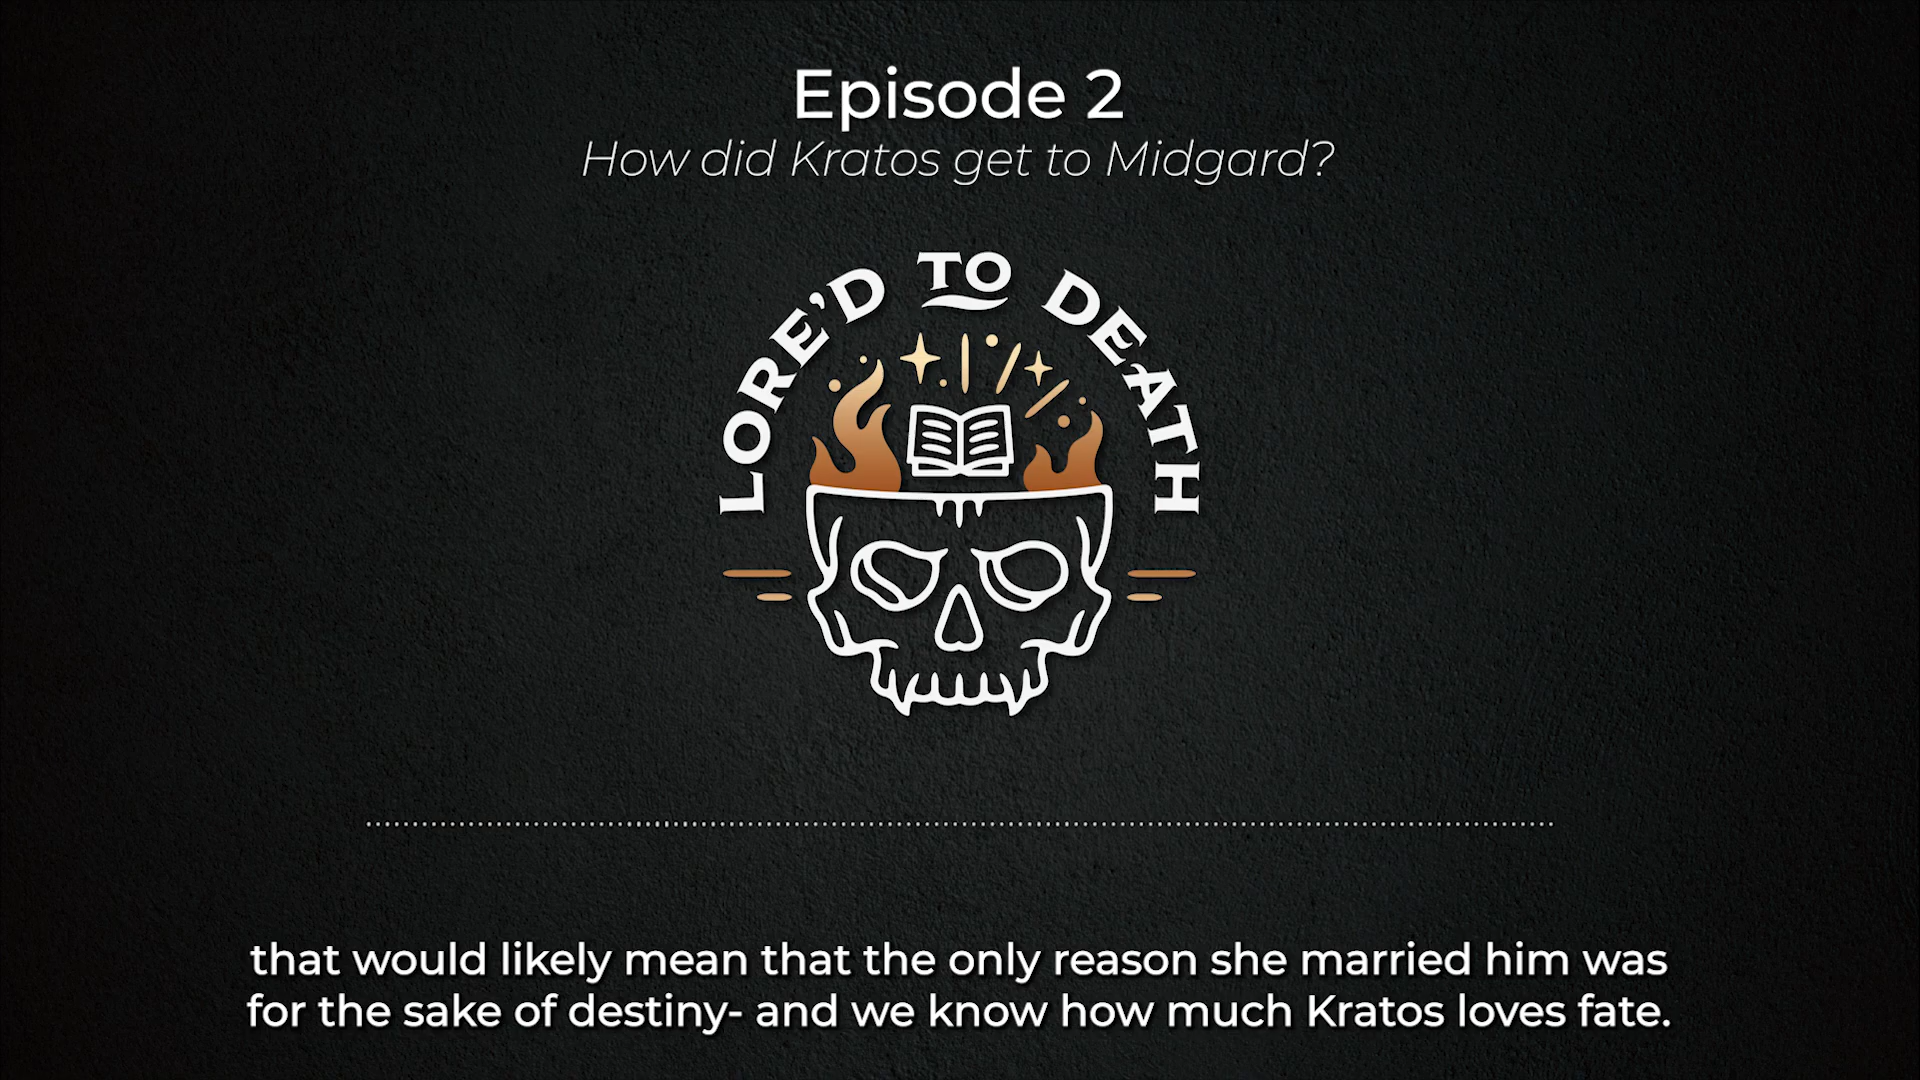 Episode 2
How did Kratos get to Midgard?
LORE'D TO DEATH
that would likely mean that the only reason she married him was
for the sake of destiny- and we know how much Kratos loves fate.